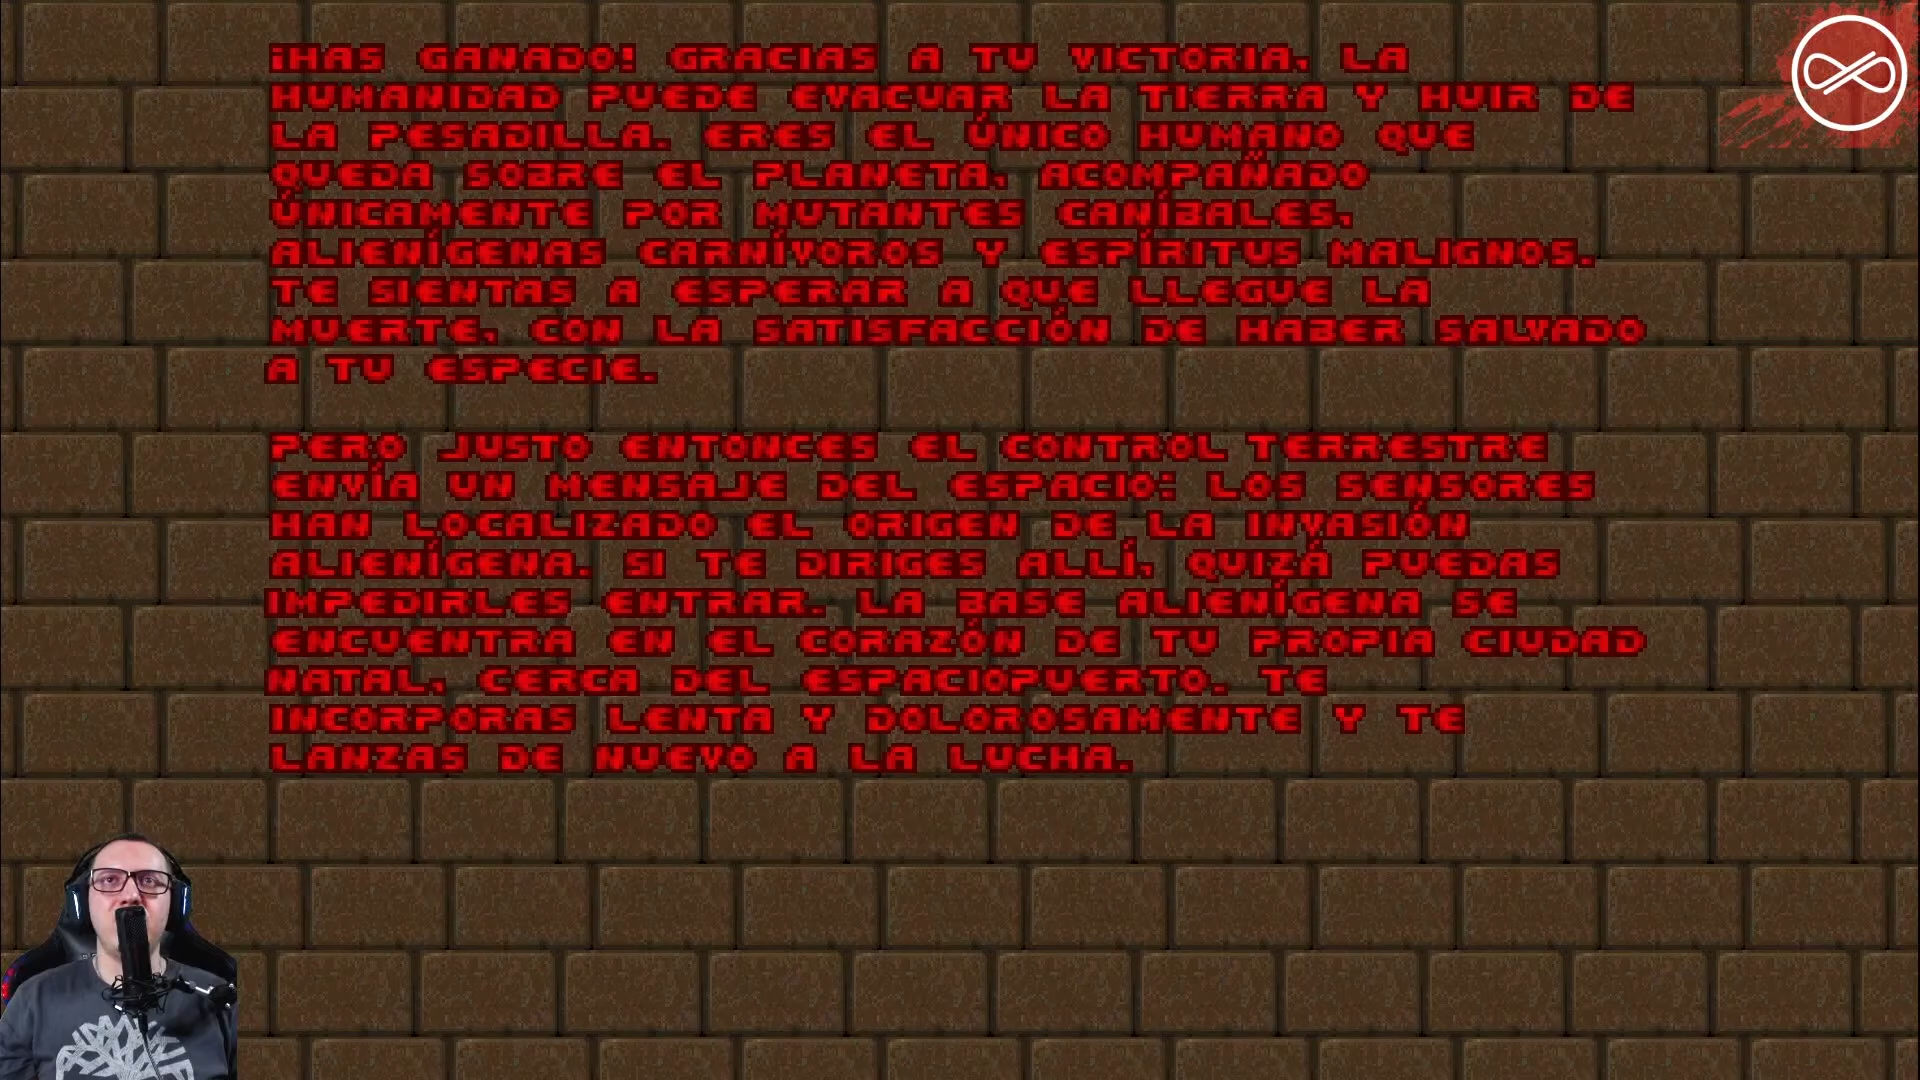 ¡HAS GANADO! GRACIAS A TU VICTORIA, LA
HUMANIDAD PUEDE EVACUAR LA TIERRA Y HUIR DE
LA PESADILLA. ERES EL ÚNICO HUMANO QUE
QUEDA SOBRE EL PLANETA, ACOMPAÑADO
ÚNICAMENTE POR MUTANTES CANÍBALES,
ALIENÍGENAS CARNÍVOROS Y ESPÍRITUS MALIGNOS.
TE SIENTAS A ESPERAR A QUE LLEGUE LA
MUERTE, CON LA SATISFACCIÓN DE HABER SALVADO
A TU ESPECIE.
PERO JUSTO ENTONCES EL CONTROL TERRESTRE
ENVÍA UN MENSAJE DEL ESPACIO: LOS SENSORES
HAN LOCALIZADO EL ORIGEN DE LA INVASIÓN
ALIENÍGENA. SI TE DIRIGES ALLÍ, QUIZÁ PUEDAS
IMPEDIRLES ENTRAR. LA BASE ALIENÍGENA SE
ENCUENTRA EN EL CORAZÓN DE TU PROPIA CIUDAD
NATAL, CERCA DEL ESPACIOPUERTO. TE
INCORPORAS LENTA Y DOLOROSAMENTE Y TE
LANZAS DE NUEVO A LA LUCHA.